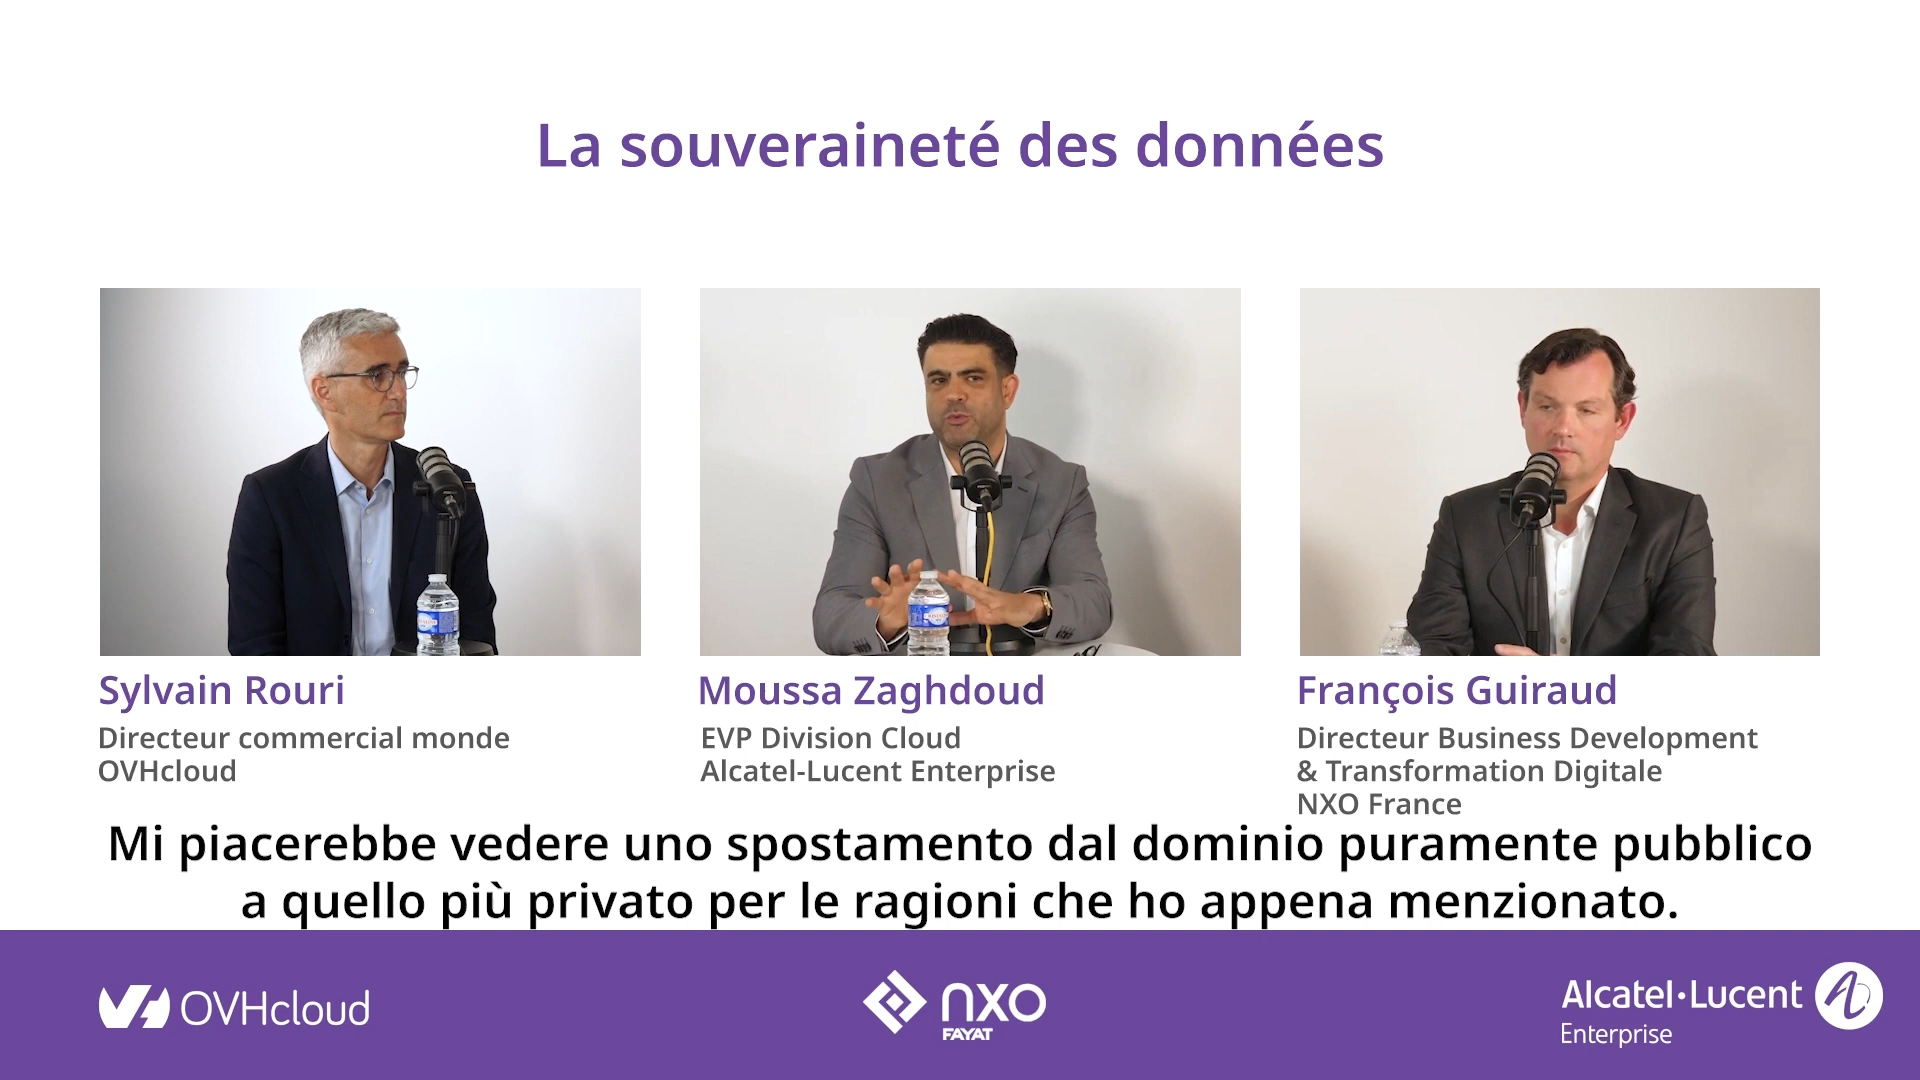 La souveraineté des données
Sylvain Rouri
Directeur commercial monde
OVHcloud
Moussa Zaghdoud
EVP Division Cloud
Alcatel-Lucent Enterprise
François Guiraud
Directeur Business Development
& Transformation Digitale
NXO France
Mi piacerebbe vedere uno spostamento dal dominio puramente pubblico
a quello più privato per le ragioni che ho appena menzionato.
OVHcloud
nxo
FAYAT
Alcatel·Lucent
Enterprise